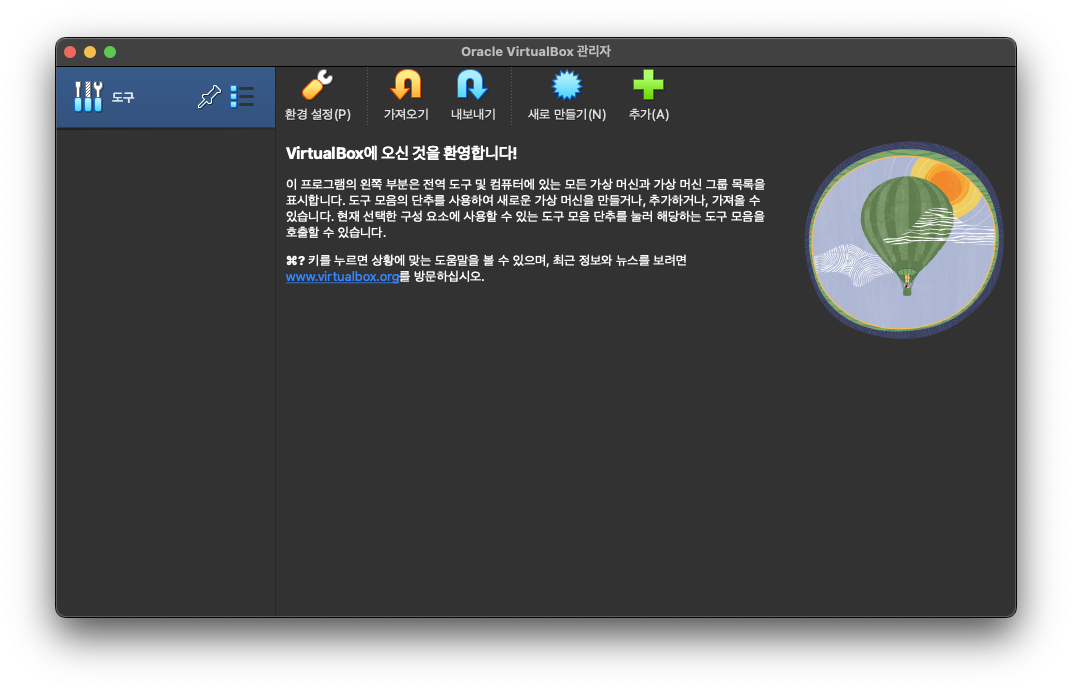 Oracle VirtualBox 관리자
도구
환경 설정(P)
가져오기
내보내기
새로 만들기(N)
추가(A)
VirtualBox에 오신 것을 환영합니다!
이 프로그램의 왼쪽 부분은 전역 도구 및 컴퓨터에 있는 모든 가상 머신과 가상 머신 그룹 목록을
표시합니다. 도구 모음의 단추를 사용하여 새로운 가상 머신을 만들거나, 추가하거나, 가져올 수
있습니다. 현재 선택한 구성 요소에 사용할 수 있는 도구 모음 단추를 눌러 해당하는 도구 모음을
호출할 수 있습니다.
⌘? 키를 누르면 상황에 맞는 도움말을 볼 수 있으며, 최근 정보와 뉴스를 보려면
www.virtualbox.org를 방문하십시오.